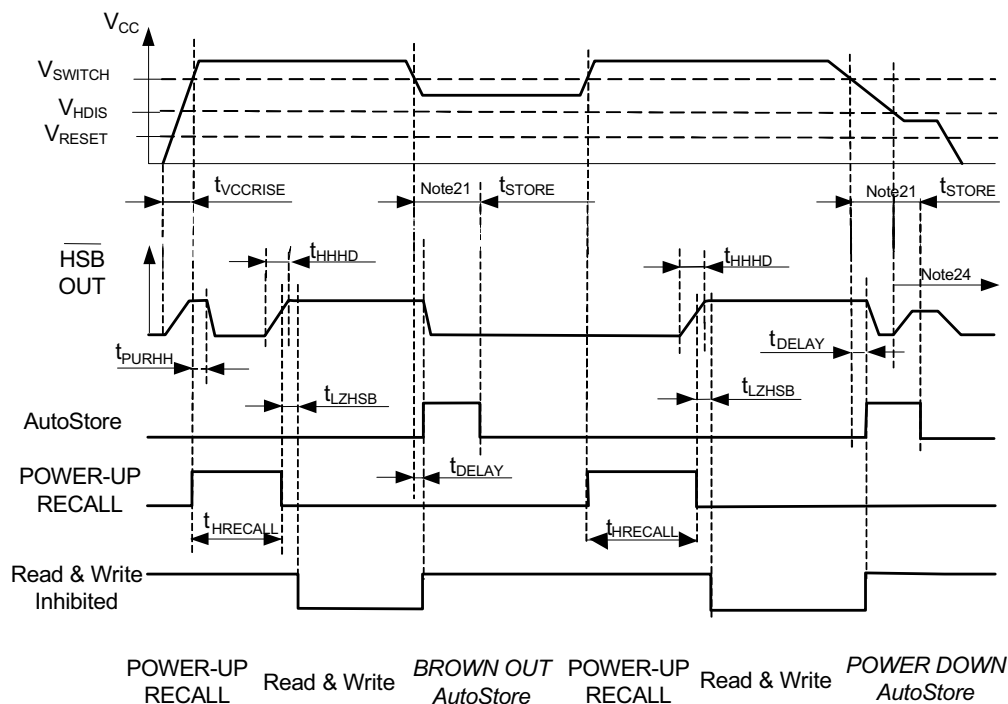 VCC
VSWITCH
VHDIS
VRESET
tVCCRISE
Note21
tSTORE
Note21
tSTORE
HSB
OUT
tHHHD
tHHHD
Note24
tPURHH
tDELAY
tLZHSB
tLZHSB
AutoStore
tDELAY
POWER-UP
RECALL
tHRECALL
tHRECALL
Read & Write
Inhibited
POWER-UP
RECALL
Read & Write
BROWN OUT
AutoStore
POWER-UP
RECALL
Read & Write
POWER DOWN
AutoStore